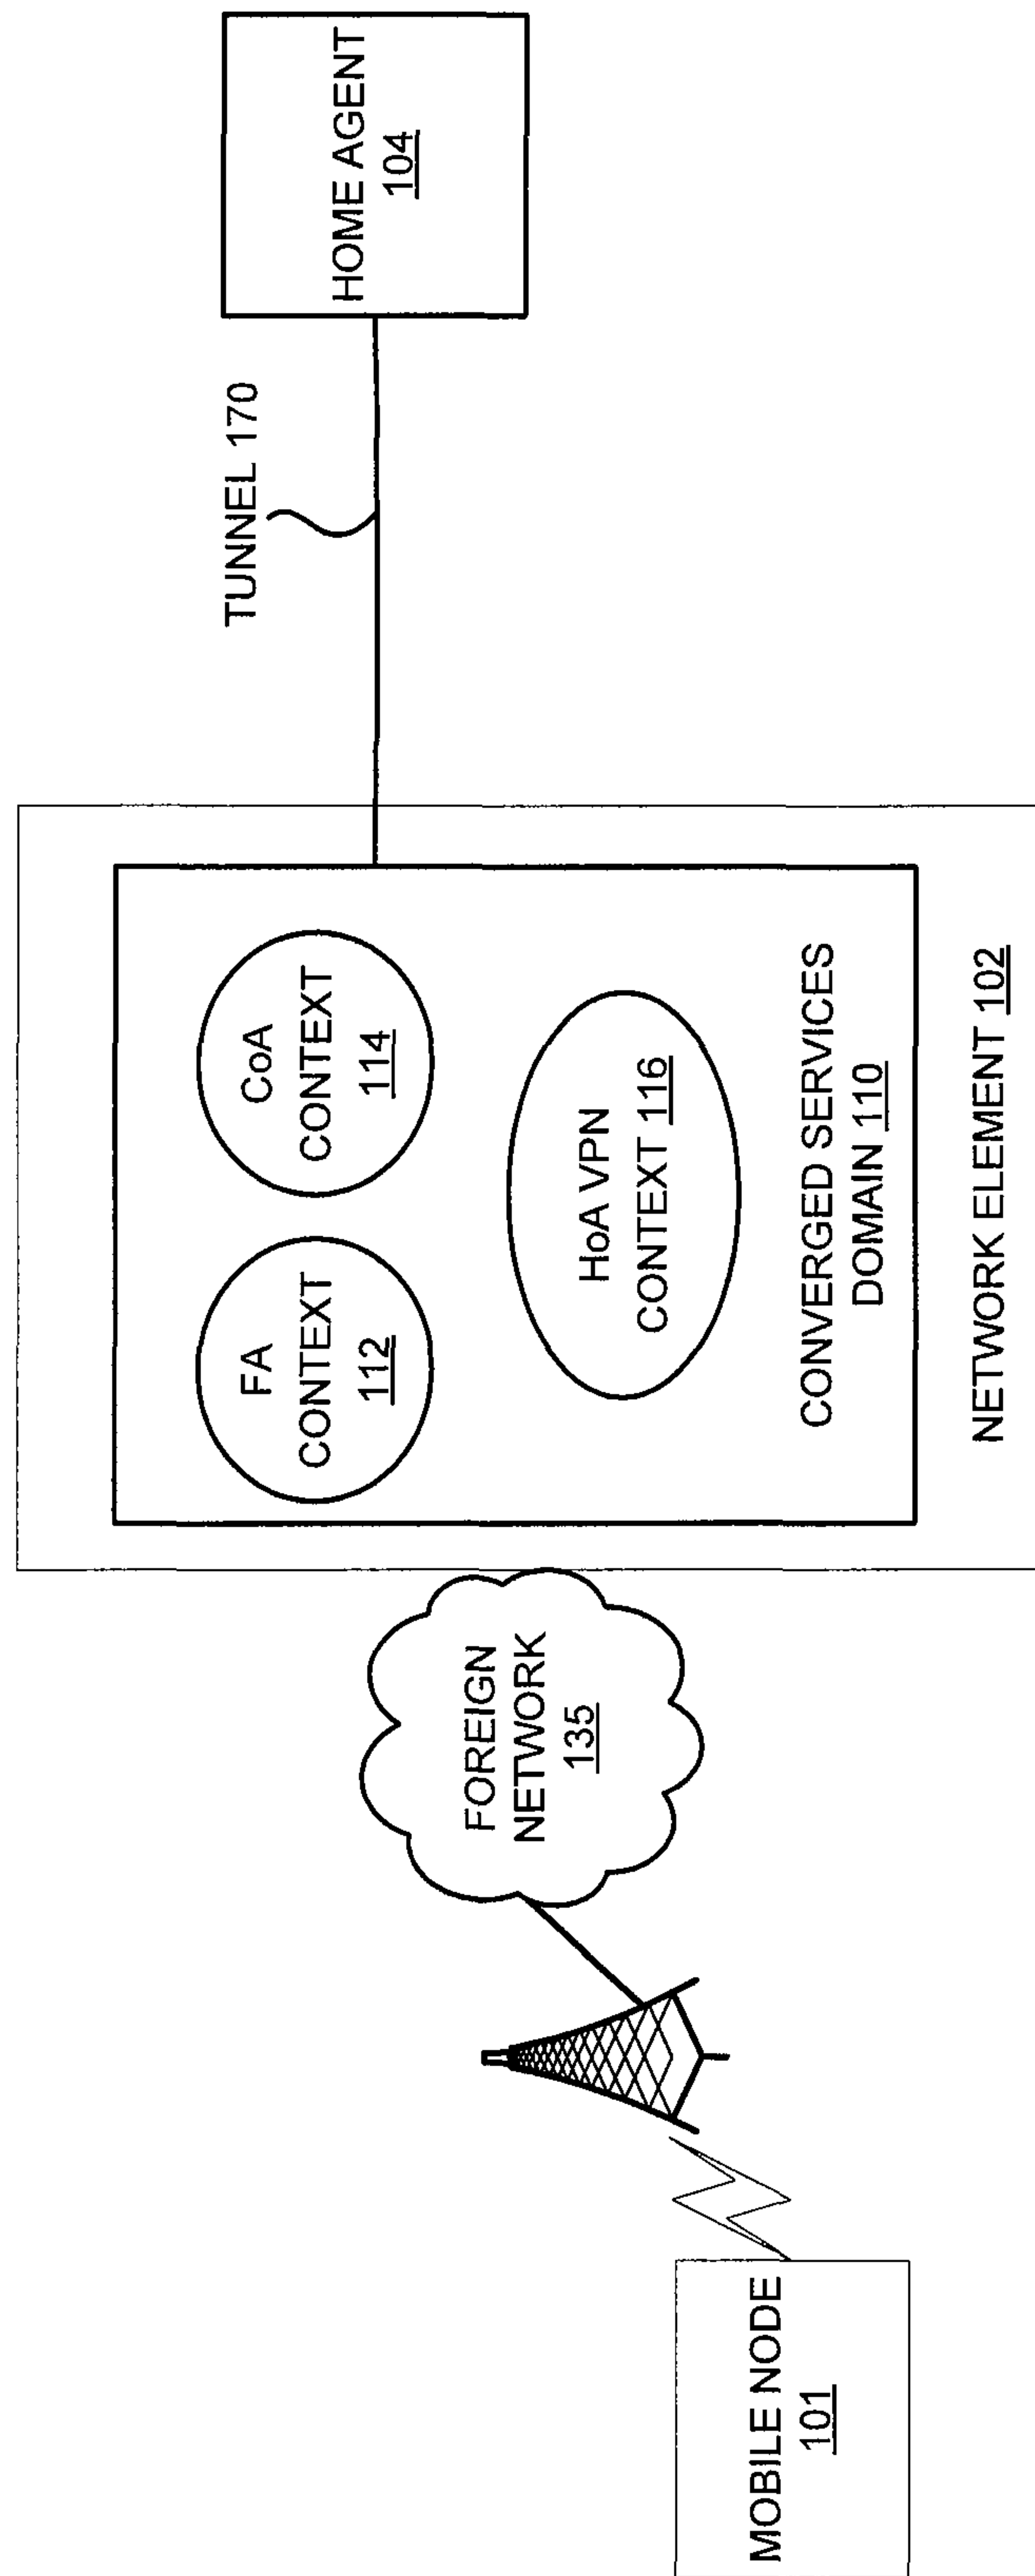 MOBILE NODE
101
FOREIGN
NETWORK
135
FA
CONTEXT
112
CoA
CONTEXT
114
HoA VPN
CONTEXT 116
CONVERGED SERVICES
DOMAIN 110
NETWORK ELEMENT 102
TUNNEL 170
HOME AGENT
104